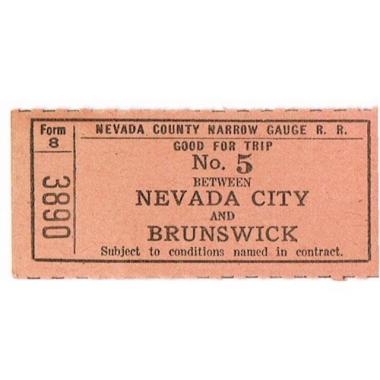 Form
8
3890
NEVADA COUNTY NARROW GAUGE R. R.
GOOD FOR TRIP
No. 5
BETWEEN
NEVADA CITY
AND
BRUNSWICK
Subject to conditions named in contract.